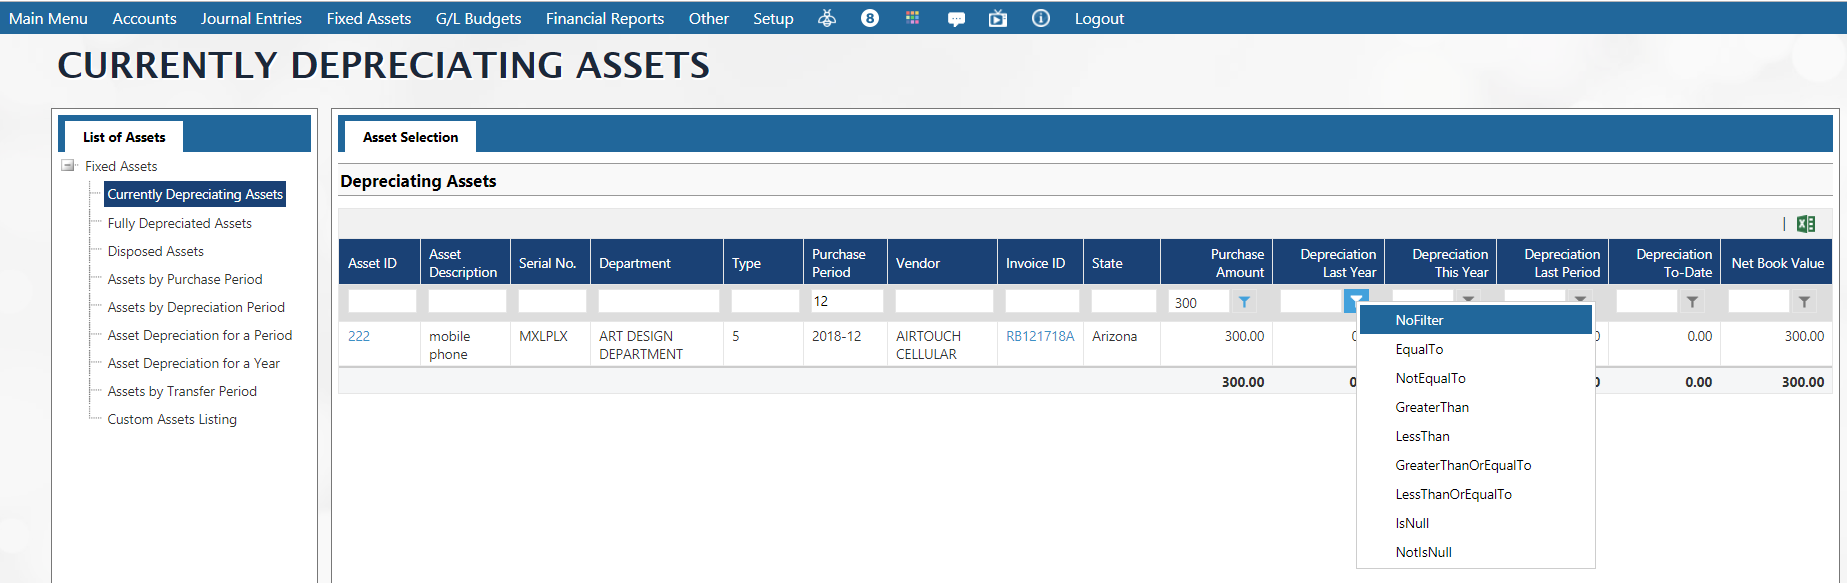 Main Menu Accounts Journal Entries Fixed Assets G/L Budgets Financial Reports Other Setup 8 Logout
CURRENTLY DEPRECIATING ASSETS
List of Assets
Fixed Assets
Currently Depreciating Assets
Fully Depreciated Assets
Disposed Assets
Assets by Purchase Period
Assets by Depreciation Period
Asset Depreciation for a Period
Asset Depreciation for a Year
Assets by Transfer Period
Custom Assets Listing
Asset Selection
Depreciating Assets
Asset ID
Asset
Description
Serial No.
Department
Type
Purchase
Period
Vendor
Invoice ID
State
Purchase
Amount
Depreciation
Last Year
Depreciation
This Year
Depreciation
Last Period
Depreciation
To-Date
Net Book Value
12
300
222
mobile
phone
MXLPLX
ART DESIGN
DEPARTMENT
5
2018-12
AIRTOUCH
CELLULAR
RB121718A
Arizona
300.00
0.00
300.00
300.00
0.00
300.00
NoFilter
EqualTo
NotEqualTo
GreaterThan
LessThan
GreaterThanOrEqualTo
LessThanOrEqualTo
IsNull
NotIsNull